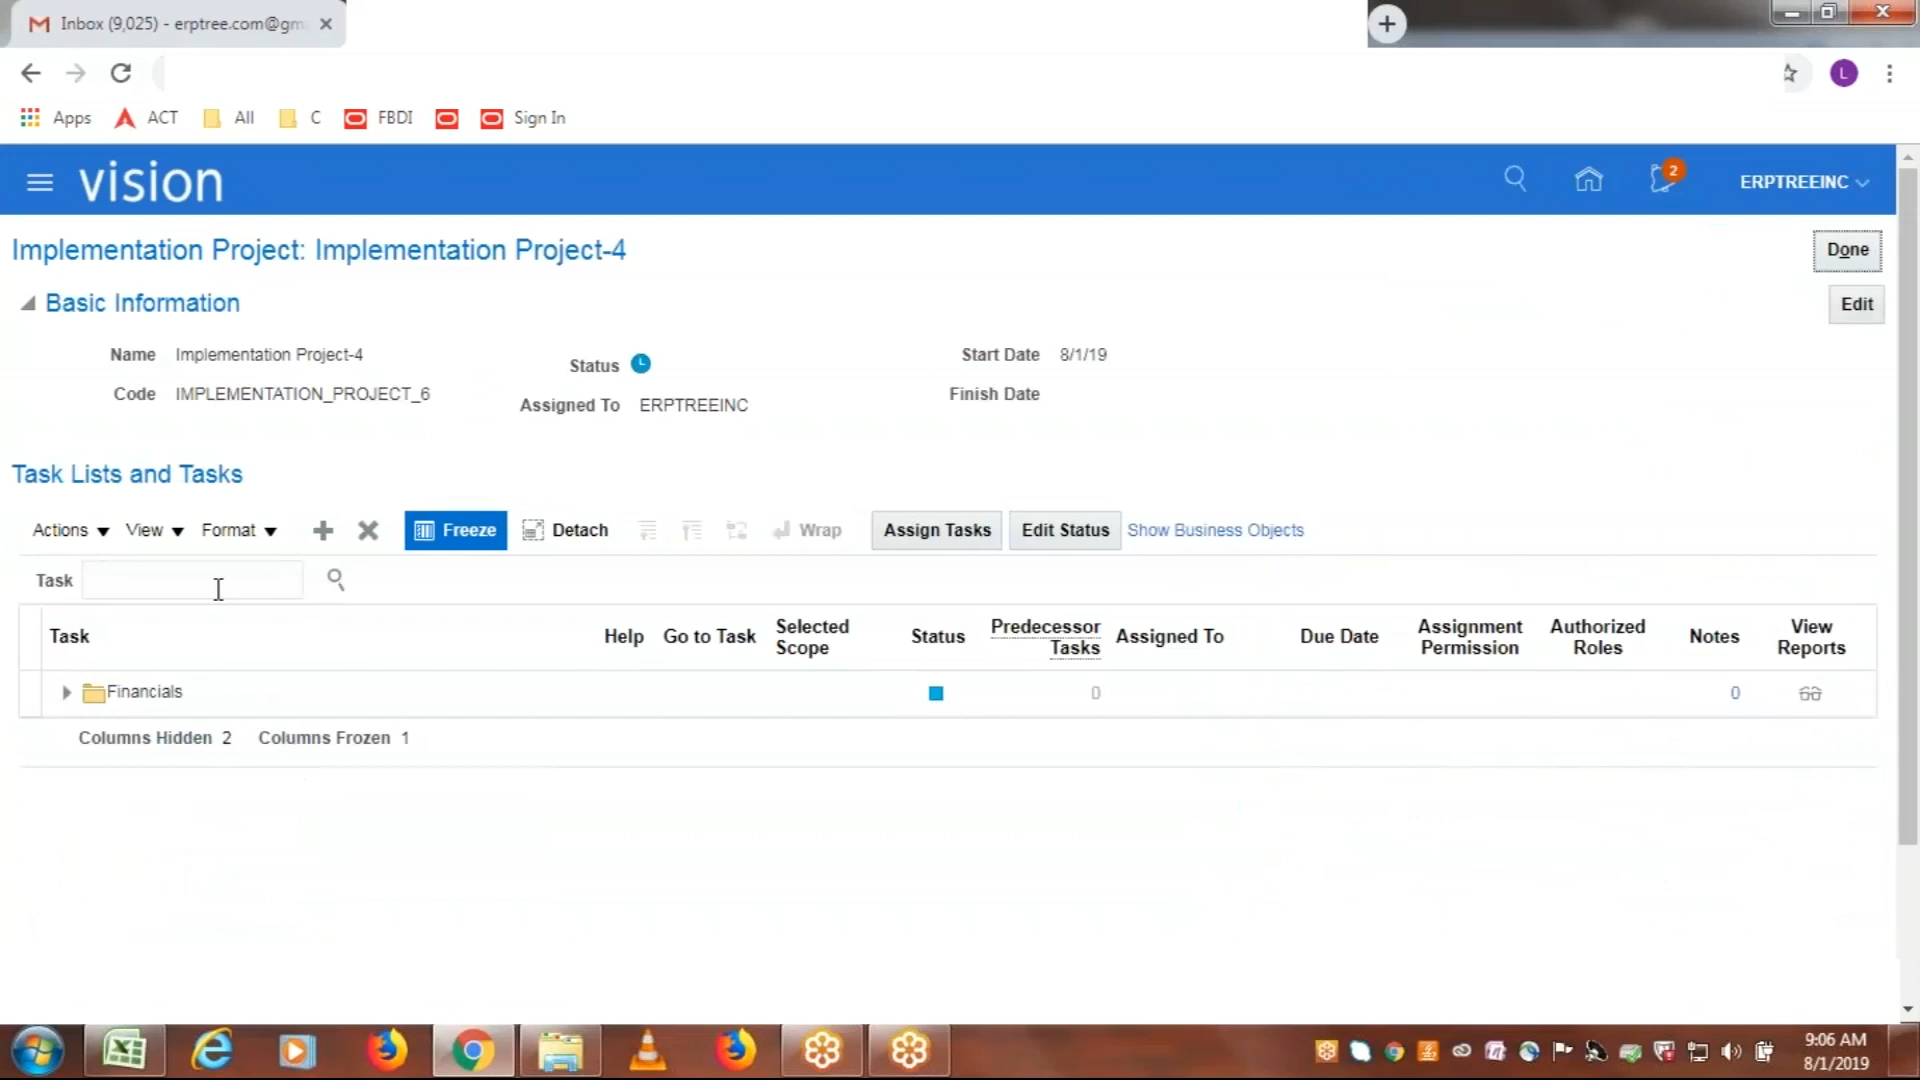 Inbox (9,025) - erptree.com@gm
Apps ACT All C FBDI Sign In
vision
2
ERPTREEINC
Implementation Project: Implementation Project-4
Done
Basic Information
Edit
Name Implementation Project-4
Status
Start Date 8/1/19
Code IMPLEMENTATION_PROJECT_6
Assigned To ERPTREEINC
Finish Date
Task Lists and Tasks
Actions View Format Freeze Detach Wrap Assign Tasks Edit Status Show Business Objects
Task
Task Help Go to Task Selected Scope Status Predecessor Tasks Assigned To Due Date Assignment Permission Authorized Roles Notes View Reports
Financials 0 0
Columns Hidden 2 Columns Frozen 1
9:06 AM
8/1/2019
L